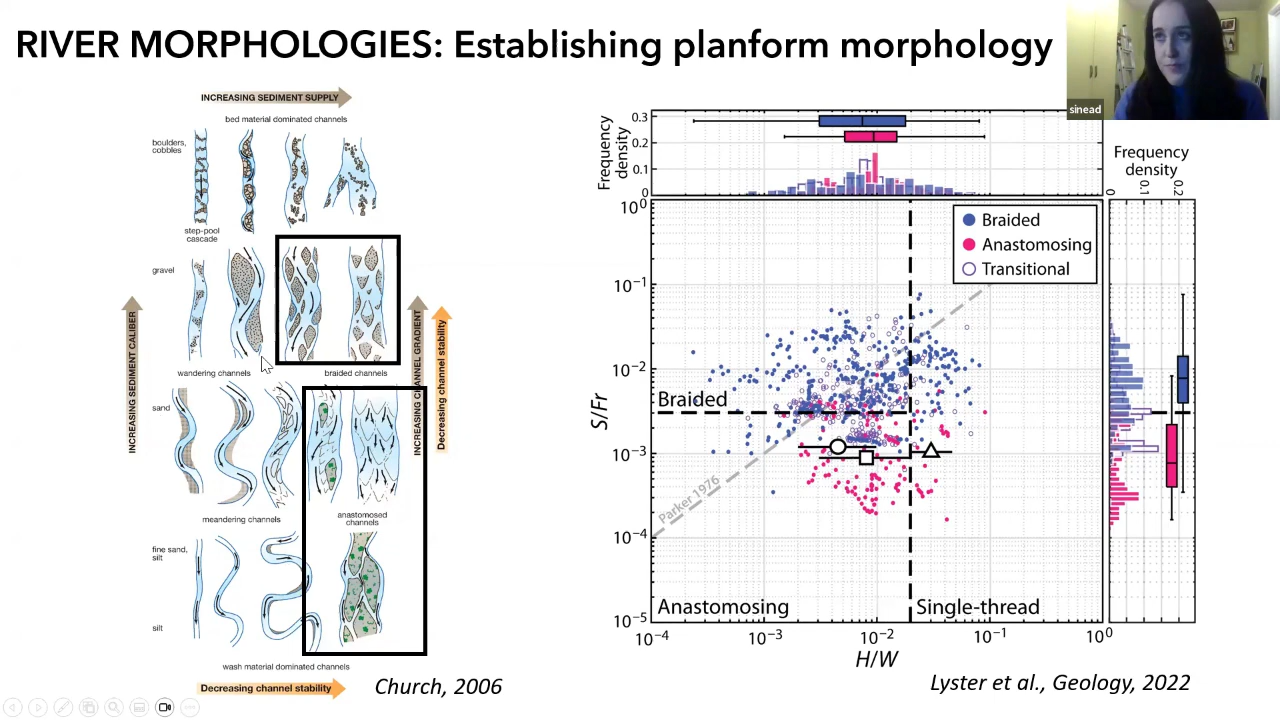 RIVER MORPHOLOGIES: Establishing planform morphology
sinead
INCREASING SEDIMENT SUPPLY
bed material dominated channels
boulders,
cobbles
step-pool
cascade
gravel
wandering channels
braided channels
INCREASING SEDIMENT CALIBER
INCREASING CHANNEL GRADIENT
Decreasing channel stability
sand
meandering channels
anastomosed
channels
fine sand,
silt
silt
wash material dominated channels
Decreasing channel stability
Church, 2006
Frequency
density
0.3
0.2
0.1
0
Frequency
density
0
0.1
0.2
Braided
Anastomosing
Transitional
S/Fr
10⁰
10⁻¹
10⁻²
10⁻³
10⁻⁴
10⁻⁵
Braided
Parker 1976
Anastomosing
Single-thread
10⁻⁴
10⁻³
10⁻²
10⁻¹
10⁰
H/W
Lyster et al., Geology, 2022